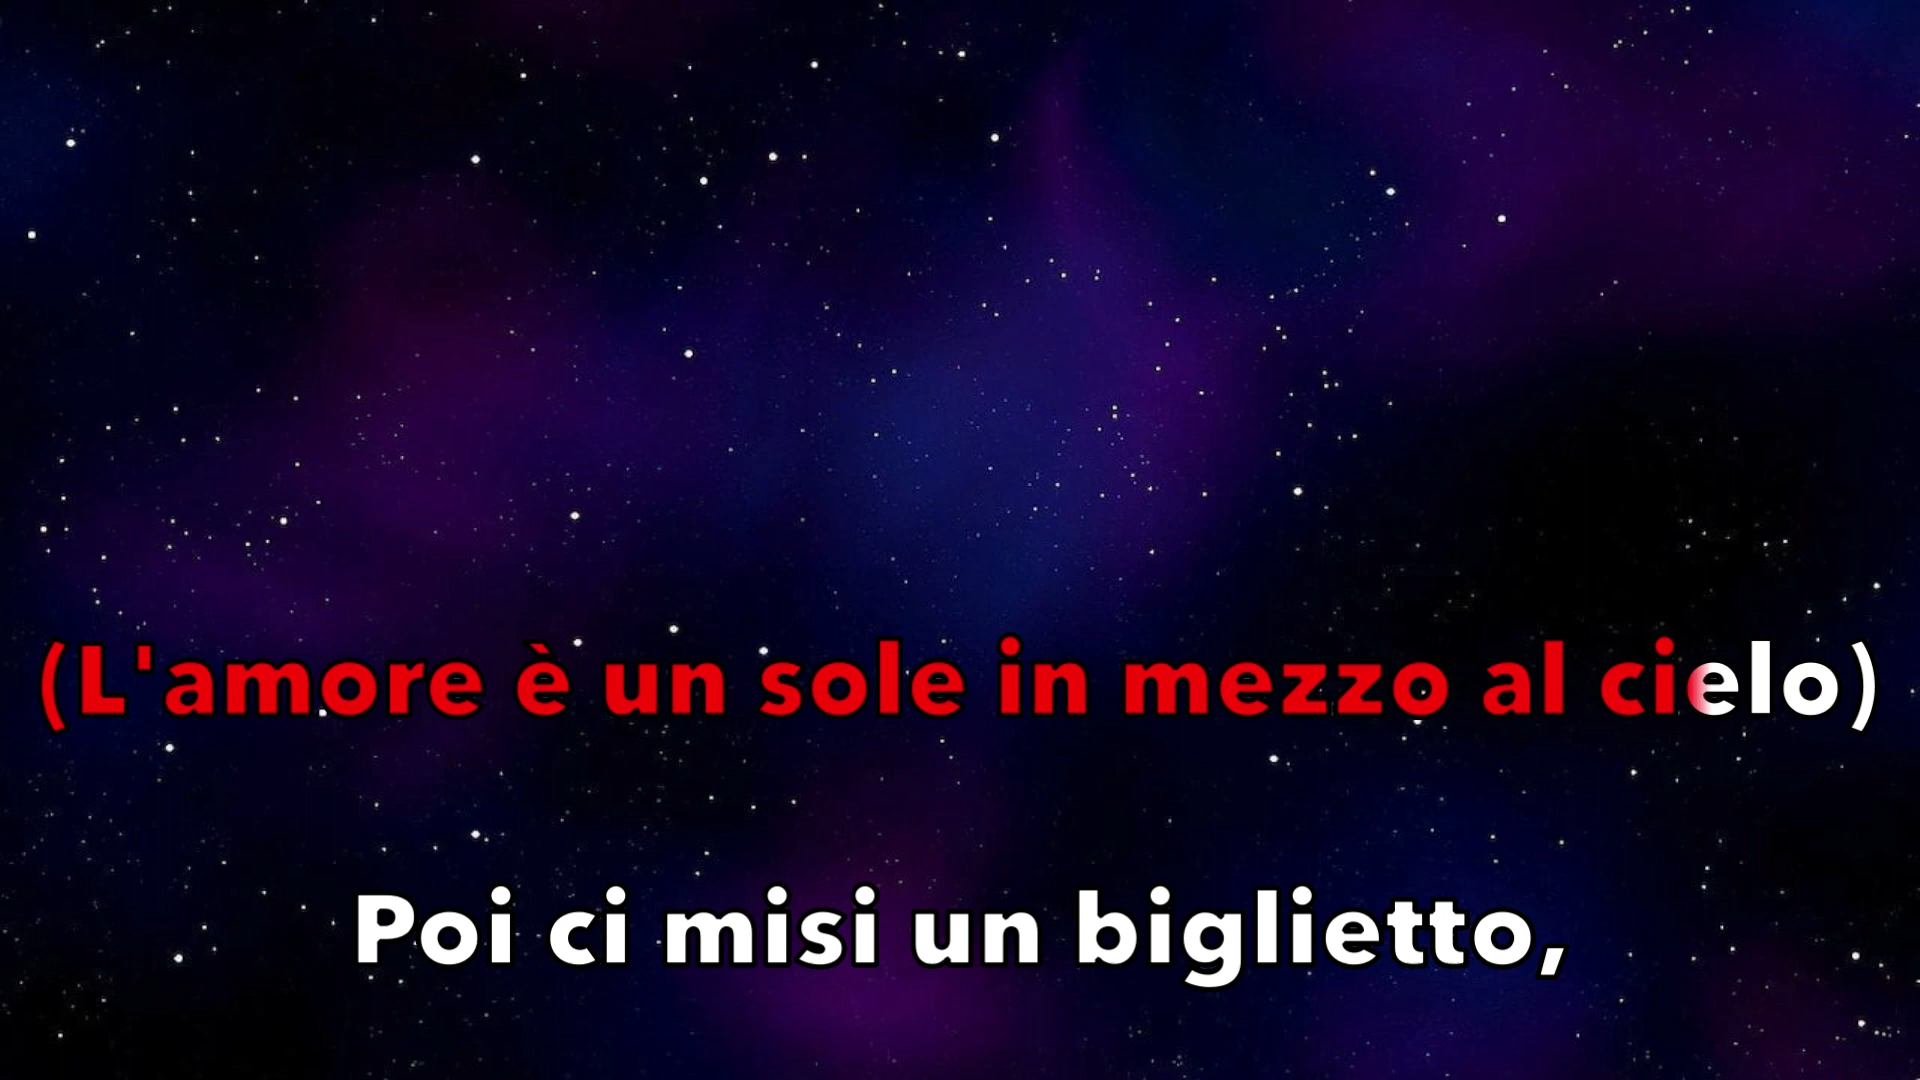 (L'amore è un sole in mezzo al cielo)
Poi ci misi un biglietto,